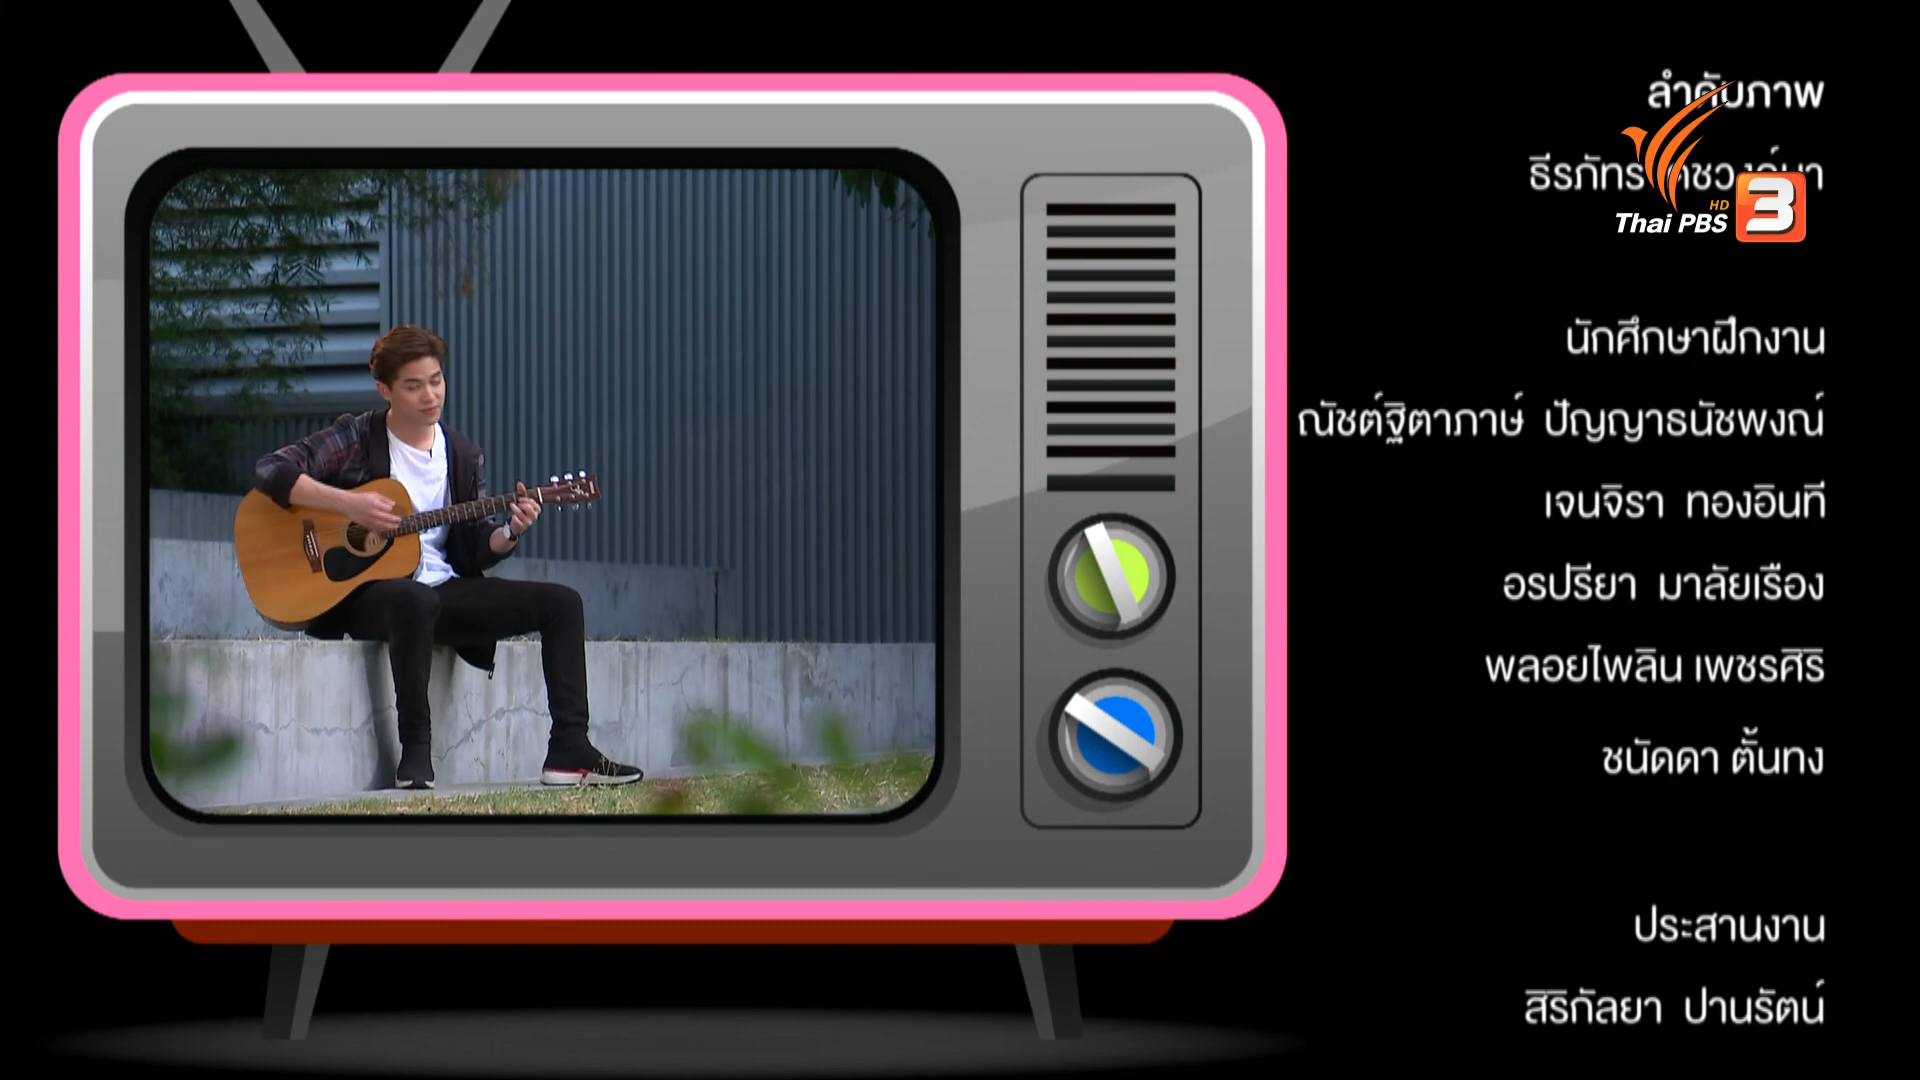 ลำดับภาพ
HD
Thai PBS 3
นักศึกษาฝึกงาน
ณัชต์ฐิตาภาษ์ ปัญญาธนัชพงณ์
เจนจิรา ทองอินที
อรปรียา มาลัยเรือง
พลอยไพลิน เพชรศิริ
ชนัดดา ตั้นทง
ประสานงาน
สิริกัลยา ปานรัตน์